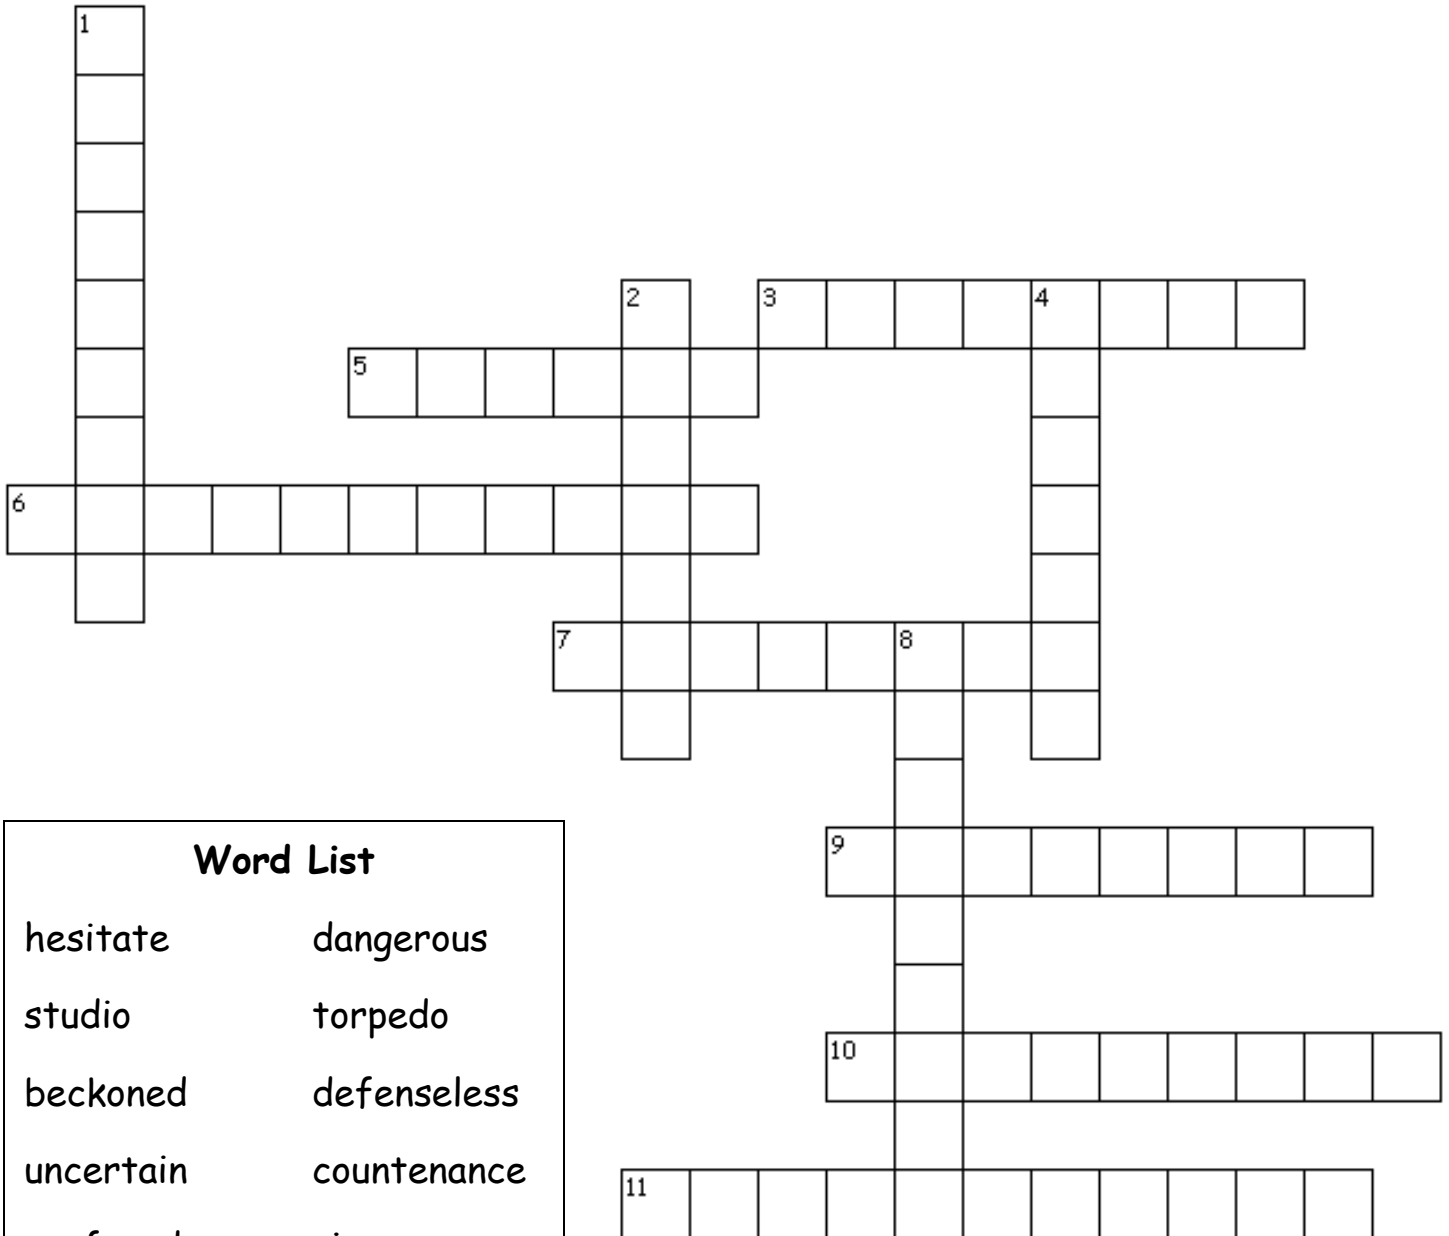 1
2 3 4
5
6
7 8
9
Word List
hesitate dangerous
studio torpedo
10
beckoned defenseless
uncertain countenance
11